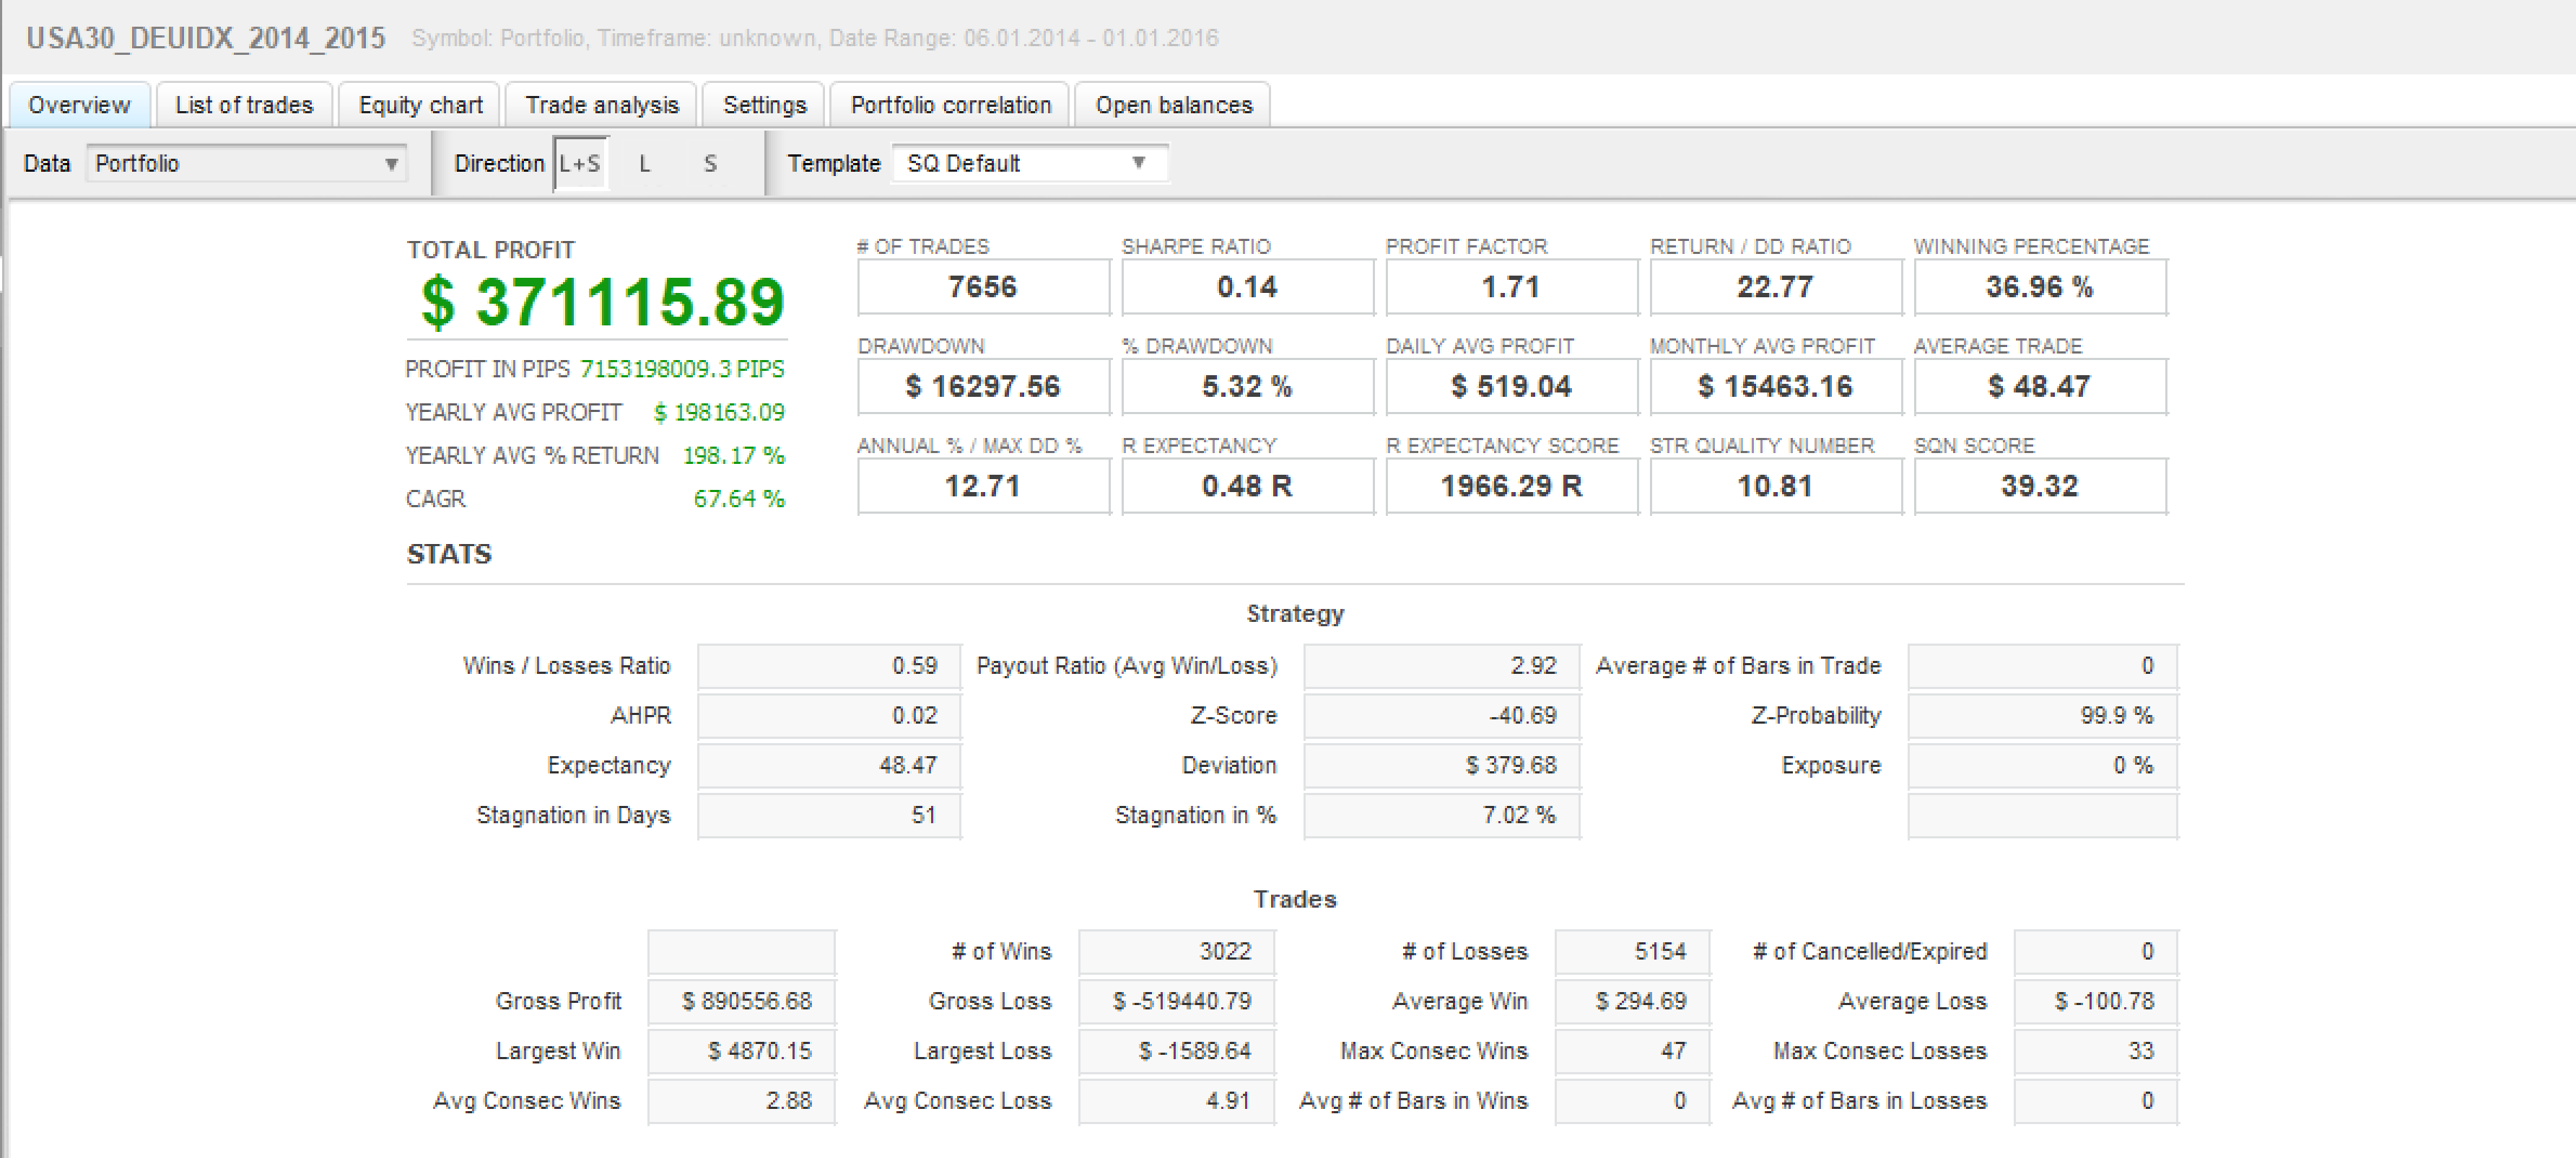 USA30_DEUIDX_2014_2015 Symbol: Portfolio, Timeframe: unknown, Date Range: 06.01.2014 - 01.01.2016
Overview List of trades Equity chart Trade analysis Settings Portfolio correlation Open balances
Data Portfolio Direction L+S L S Template SQ Default
TOTAL PROFIT
$ 371115.89
PROFIT IN PIPS 7153198009.3 PIPS
YEARLY AVG PROFIT $ 198163.09
YEARLY AVG % RETURN 198.17 %
CAGR 67.64 %
# OF TRADES SHARPE RATIO PROFIT FACTOR RETURN / DD RATIO WINNING PERCENTAGE
7656 0.14 1.71 22.77 36.96 %
DRAWDOWN % DRAWDOWN DAILY AVG PROFIT MONTHLY AVG PROFIT AVERAGE TRADE
$ 16297.56 5.32 % $ 519.04 $ 15463.16 $ 48.47
ANNUAL % / MAX DD % R EXPECTANCY R EXPECTANCY SCORE STR QUALITY NUMBER SQN SCORE
12.71 0.48 R 1966.29 R 10.81 39.32
STATS
Strategy
Wins / Losses Ratio 0.59 Payout Ratio (Avg Win/Loss) 2.92 Average # of Bars in Trade 0
AHPR 0.02 Z-Score -40.69 Z-Probability 99.9 %
Expectancy 48.47 Deviation $ 379.68 Exposure 0 %
Stagnation in Days 51 Stagnation in % 7.02 %
Trades
# of Wins 3022 # of Losses 5154 # of Cancelled/Expired 0
Gross Profit $ 890556.68 Gross Loss $ -519440.79 Average Win $ 294.69 Average Loss $ -100.78
Largest Win $ 4870.15 Largest Loss $ -1589.64 Max Consec Wins 47 Max Consec Losses 33
Avg Consec Wins 2.88 Avg Consec Loss 4.91 Avg # of Bars in Wins 0 Avg # of Bars in Losses 0